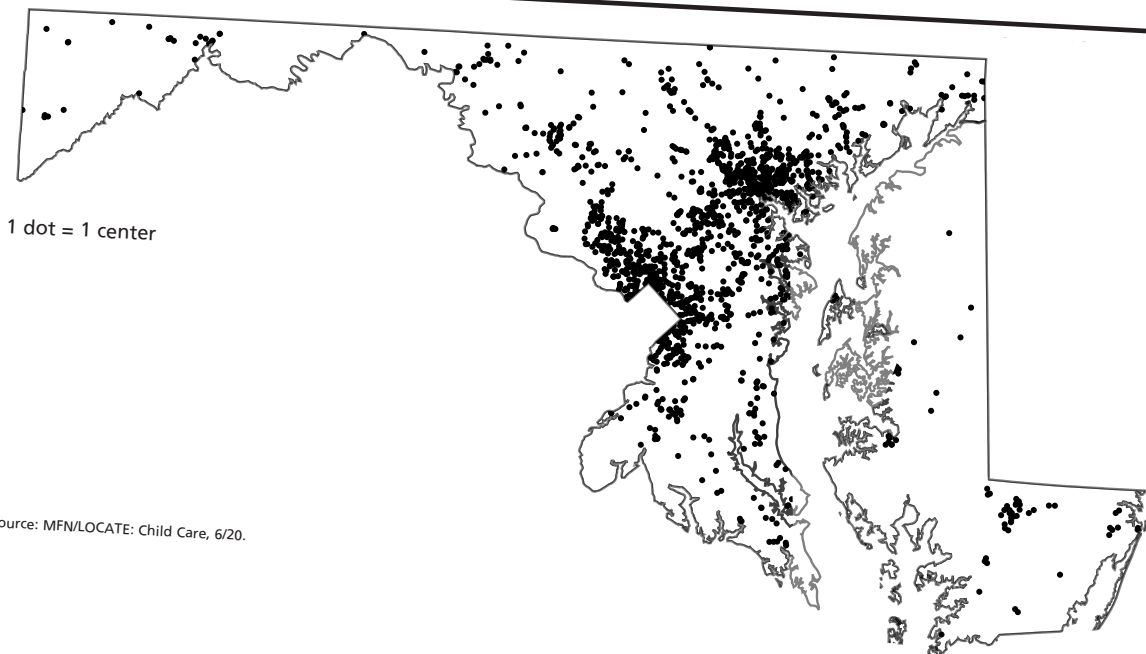 1 dot = 1 center
ource: MFN/LOCATE: Child Care, 6/20.